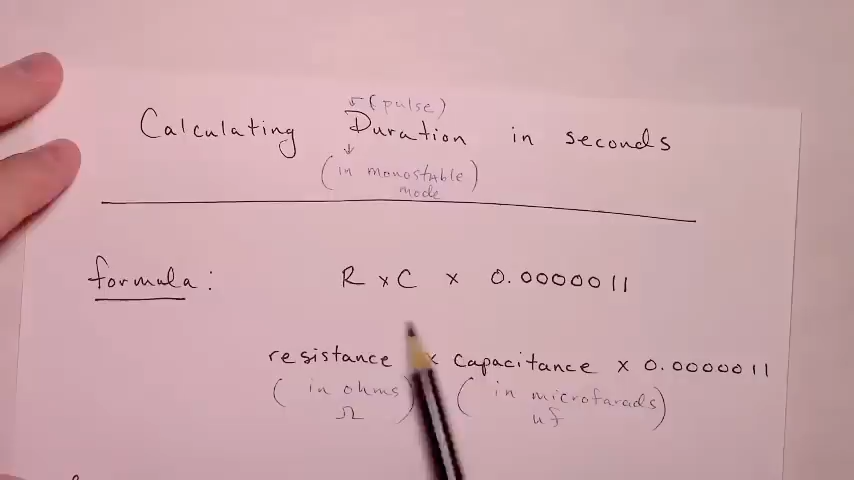 (pulse)
Calculating Duration in seconds
(in monostable
mode)
formula: R x C x 0.0000011
resistance x capacitance x 0.0000011
(in ohms) (in microfarads)
Ω uf